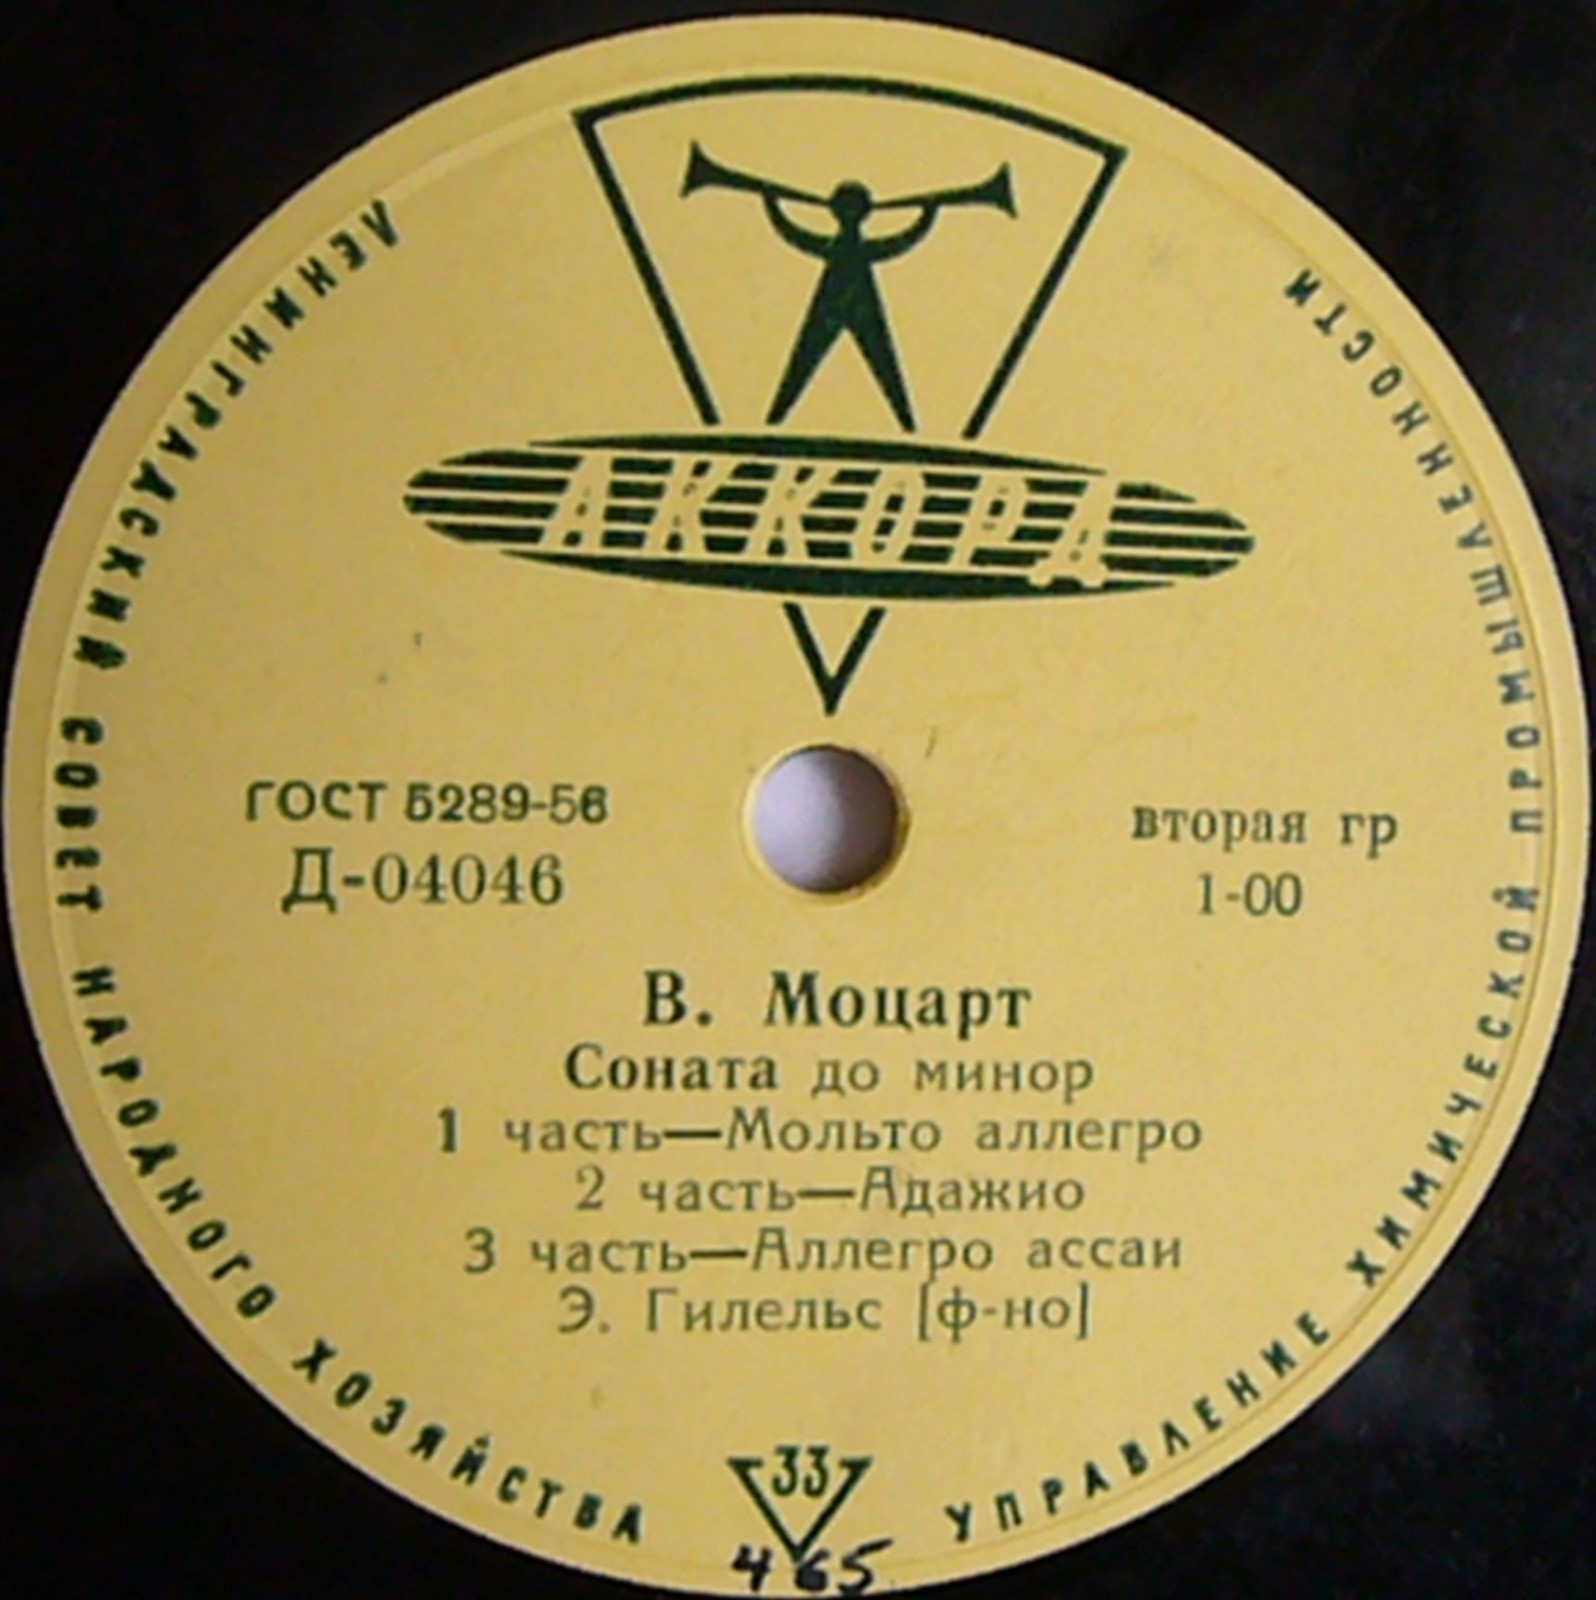 ЛЕНИНГРАДСКИЙ СОВЕТ НАРОДНОГО ХОЗЯЙСТВА
УПРАВЛЕНИЕ ХИМИЧЕСКОЙ ПРОМЫШЛЕННОСТИ
АККОРД
ГОСТ 5289-56
Д-04046
вторая гр
1-00
В. Моцарт
Соната до минор
1 часть—Мольто аллегро
2 часть—Адажио
3 часть—Аллегро ассаи
Э. Гилельс [ф-но]
33
465